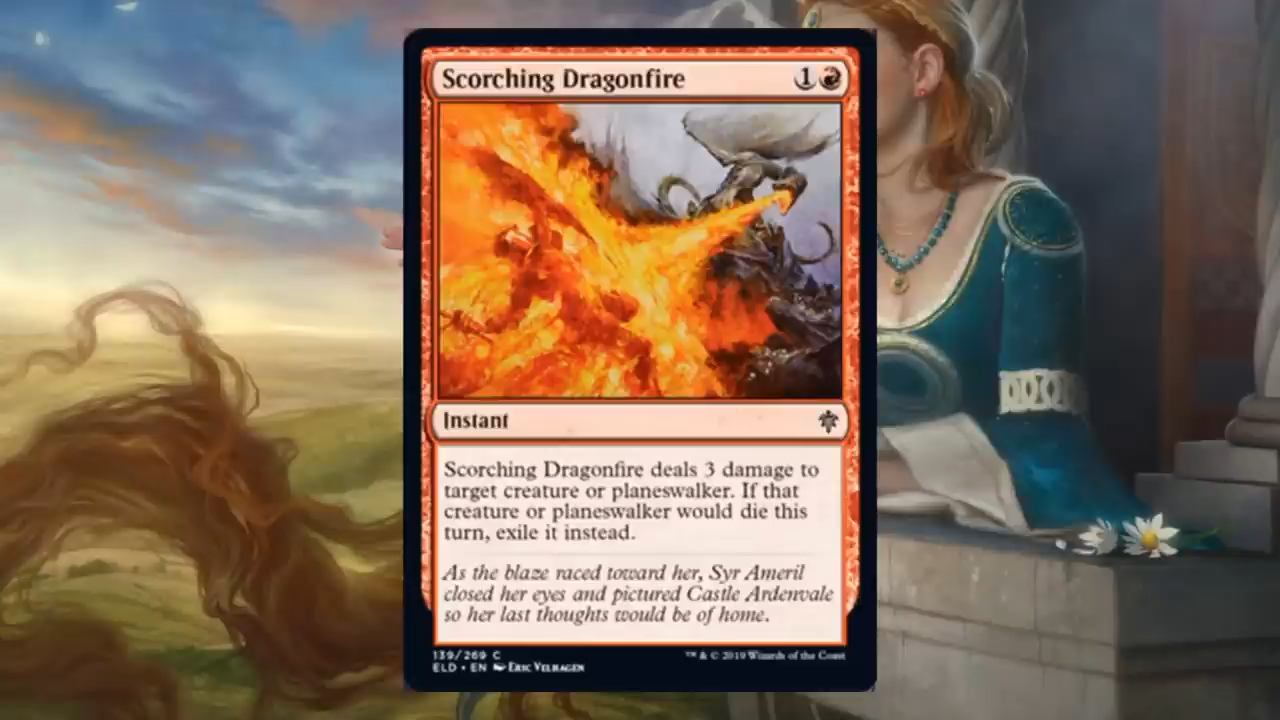 Scorching Dragonfire 1
Instant
Scorching Dragonfire deals 3 damage to
target creature or planeswalker. If that
creature or planeswalker would die this
turn, exile it instead.
As the blaze raced toward her, Syr Ameril
closed her eyes and pictured Castle Ardenvale
so her last thoughts would be of home.
139/269 C
™ & © 2019 Wizards of the Coast
ELD • EN Eric Velhagen